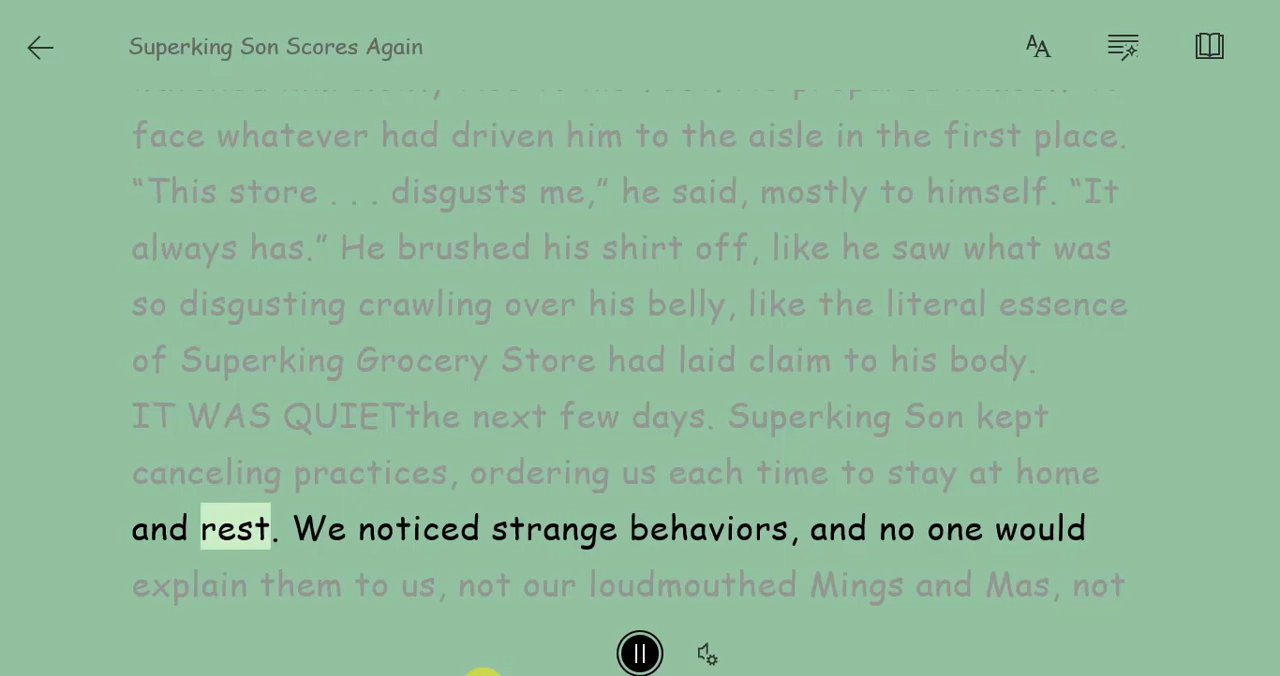 Superking Son Scores Again
face whatever had driven him to the aisle in the first place.
“This store . . . disgusts me,” he said, mostly to himself. “It
always has.” He brushed his shirt off, like he saw what was
so disgusting crawling over his belly, like the literal essence
of Superking Grocery Store had laid claim to his body.
IT WAS QUIETthe next few days. Superking Son kept
canceling practices, ordering us each time to stay at home
and rest. We noticed strange behaviors, and no one would
explain them to us, not our loudmouthed Mings and Mas, not